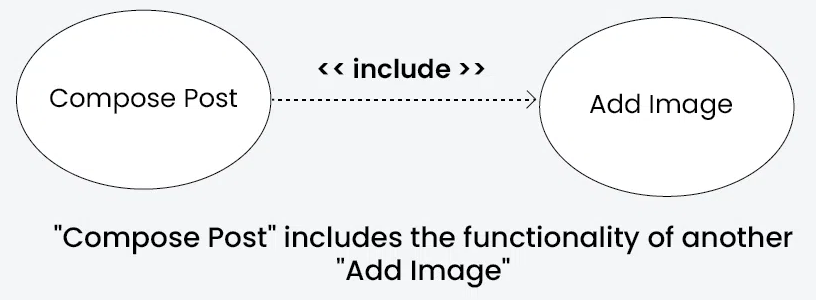 << include >>
Compose Post
Add Image
"Compose Post" includes the functionality of another
"Add Image"